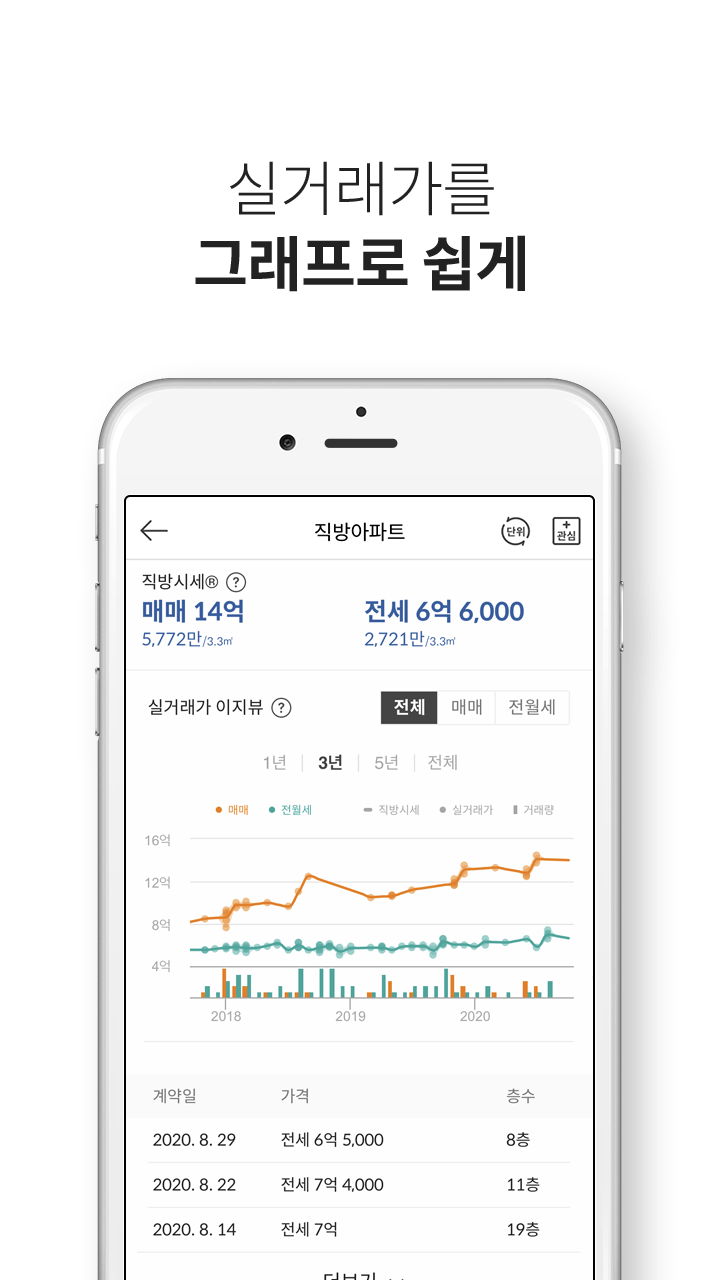 실거래가를
그래프로 쉽게
직방아파트
단위
+
관심
직방시세® ?
매매 14억
전세 6억 6,000
5,772만/3.3㎡
2,721만/3.3㎡
실거래가 이지뷰 ?
전체 매매 전월세
1년 3년 5년 전체
매매 전월세 직방시세 실거래가 거래량
16억
12억
8억
4억
2018 2019 2020
계약일 가격 층수
2020. 8. 29 전세 6억 5,000 8층
2020. 8. 22 전세 7억 4,000 11층
2020. 8. 14 전세 7억 19층
더보기